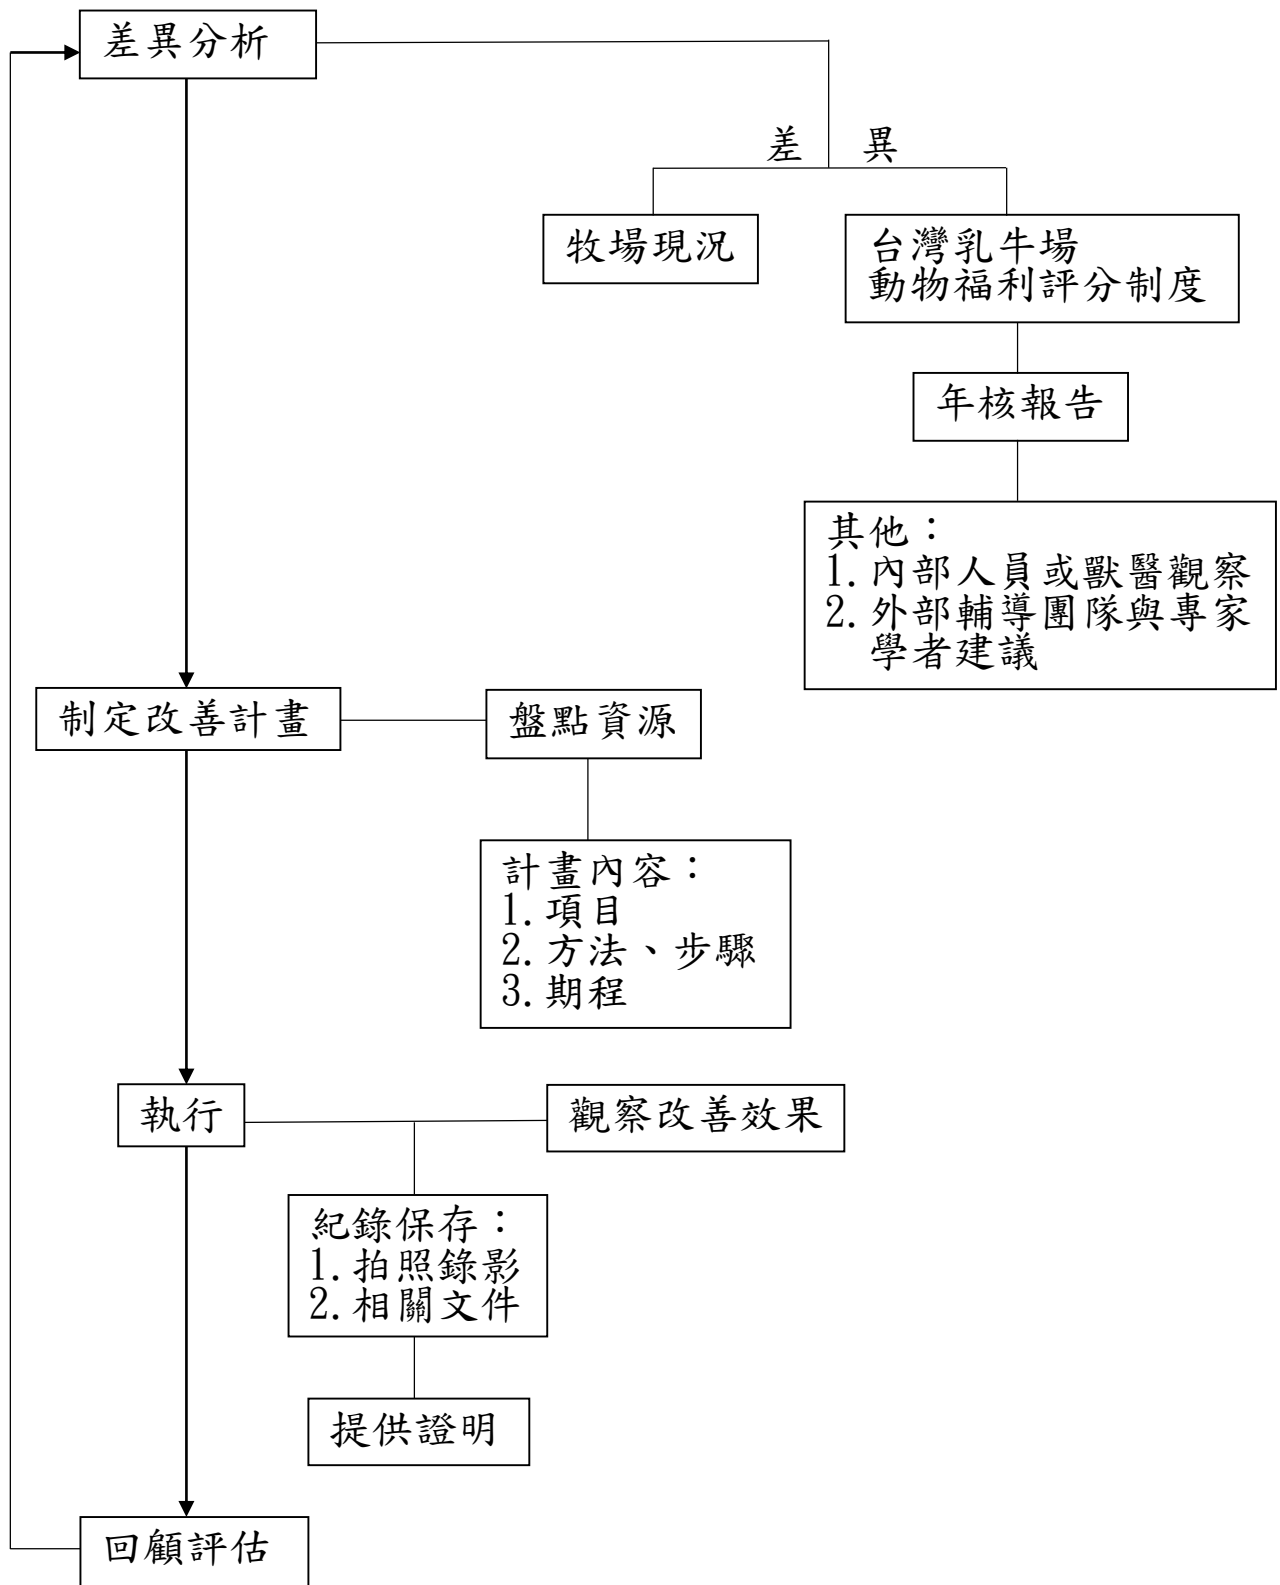 差異分析
差異
牧場現況
台灣乳牛場
動物福利評分制度
年核報告
其他：
1.內部人員或獸醫觀察
2.外部輔導團隊與專家
學者建議
制定改善計畫
盤點資源
計畫內容：
1.項目
2.方法、步驟
3.期程
執行
觀察改善效果
紀錄保存：
1.拍照錄影
2.相關文件
提供證明
回顧評估